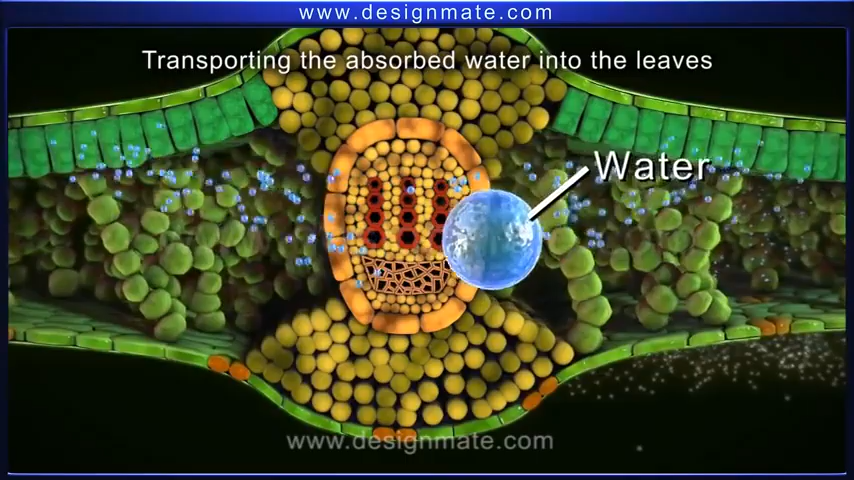 www.designmate.com
Transporting the absorbed water into the leaves
Water
www.designmate.com